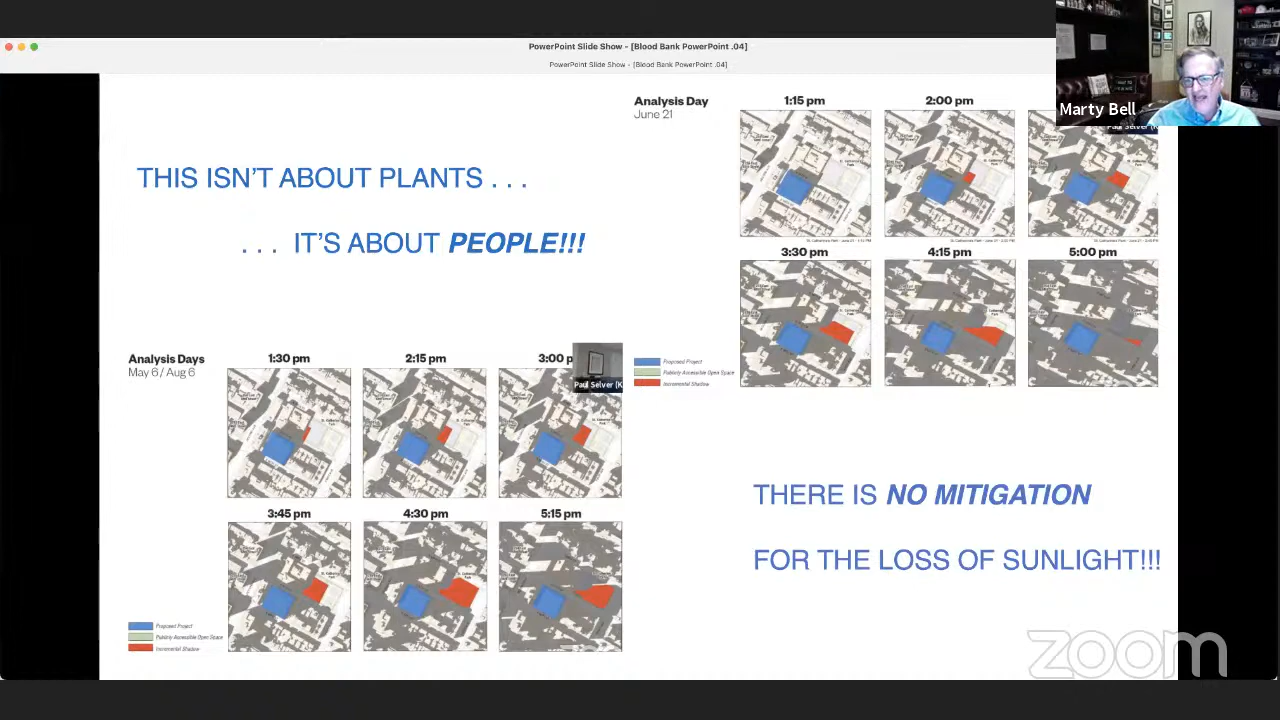 PowerPoint Slide Show - [Blood Bank PowerPoint .04]
PowerPoint Slide Show - [Blood Bank PowerPoint .04]
Marty Bell
Paul Selver (K
THIS ISN'T ABOUT PLANTS . . .
. . . IT'S ABOUT PEOPLE!!!
Analysis Day
June 21
1:15 pm
2:00 pm
3:30 pm
4:15 pm
5:00 pm
Proposed Project
Publicly Accessible Open Space
Incremental Shadow
Analysis Days
May 6 / Aug 6
1:30 pm
2:15 pm
3:00 p
Paul Selver (K
3:45 pm
4:30 pm
5:15 pm
Proposed Project
Publicly Accessible Open Space
Incremental Shadow
THERE IS NO MITIGATION
FOR THE LOSS OF SUNLIGHT!!!
zoom